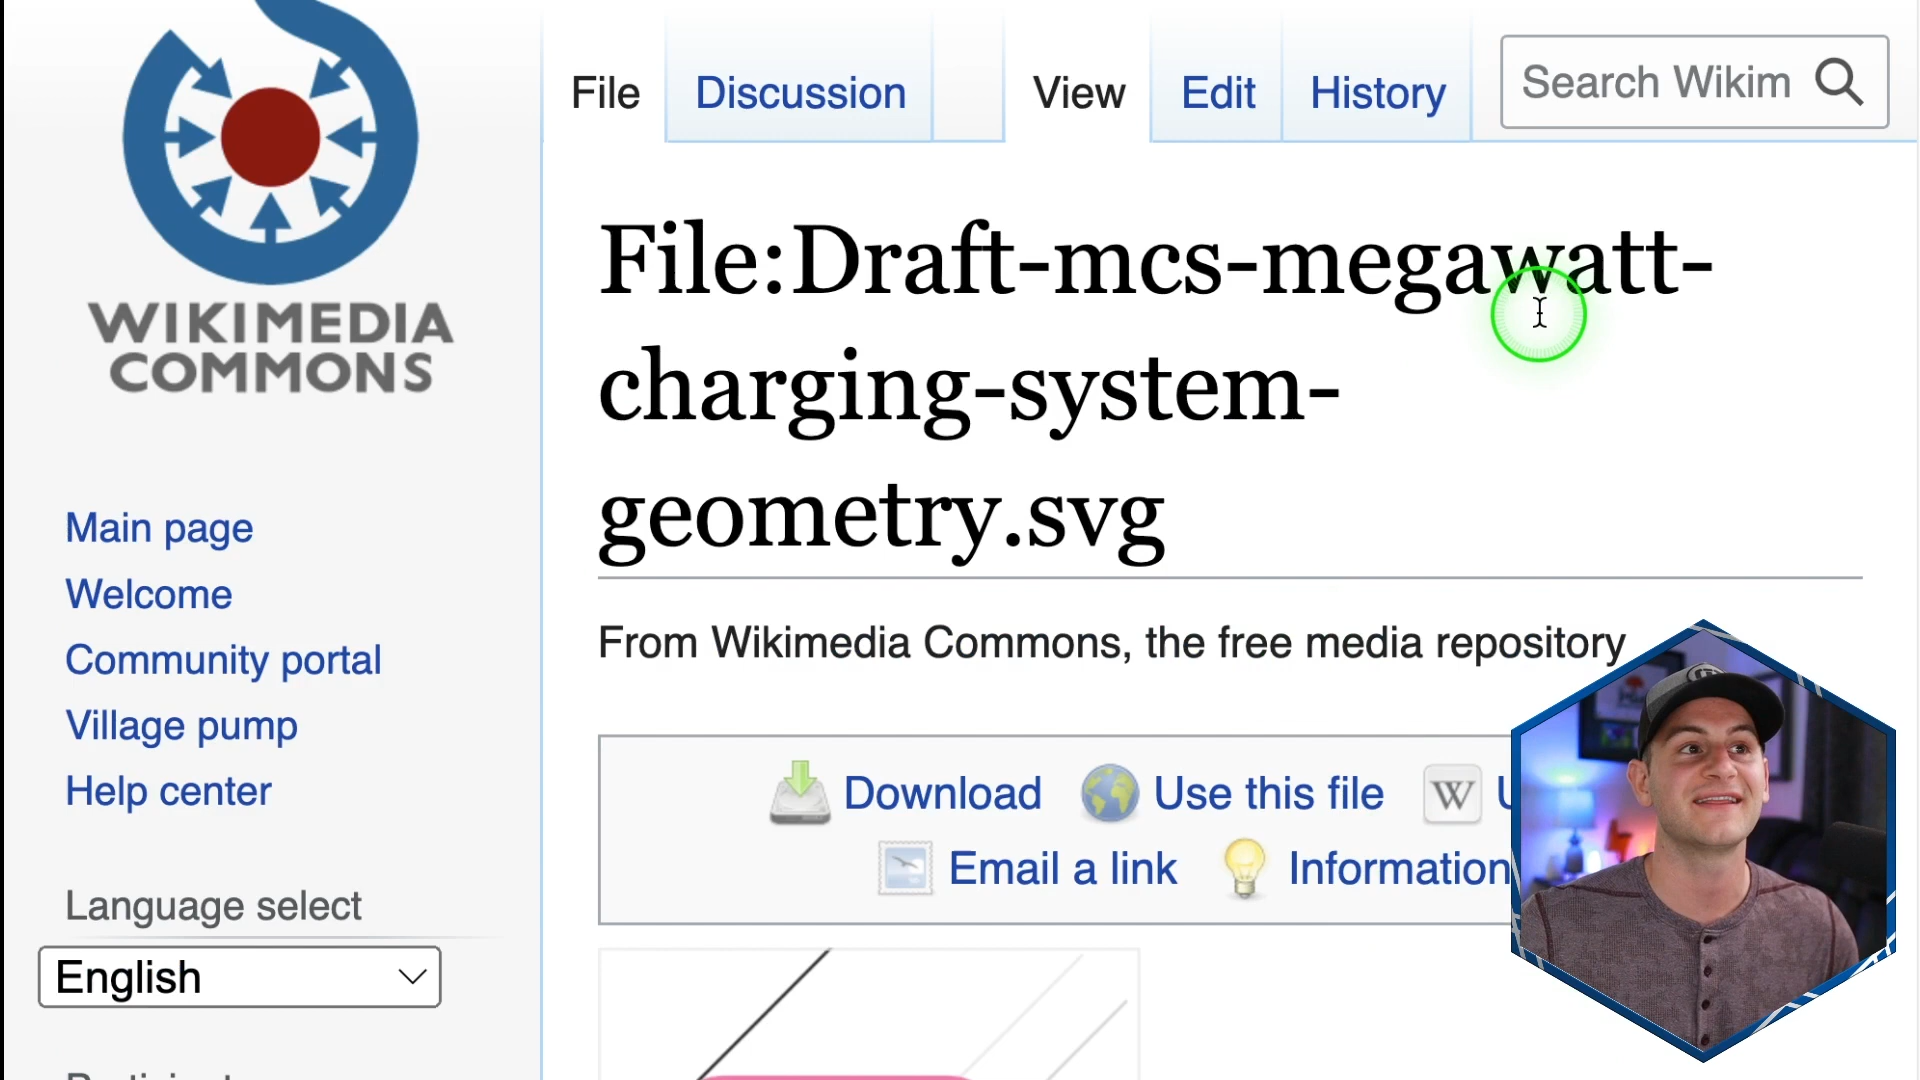 WIKIMEDIA
COMMONS
Main page
Welcome
Community portal
Village pump
Help center
Language select
English
File Discussion View Edit History Search Wikim
File:Draft-mcs-megawatt-
charging-system-
geometry.svg
From Wikimedia Commons, the free media repository
Download Use this file W
Email a link Information